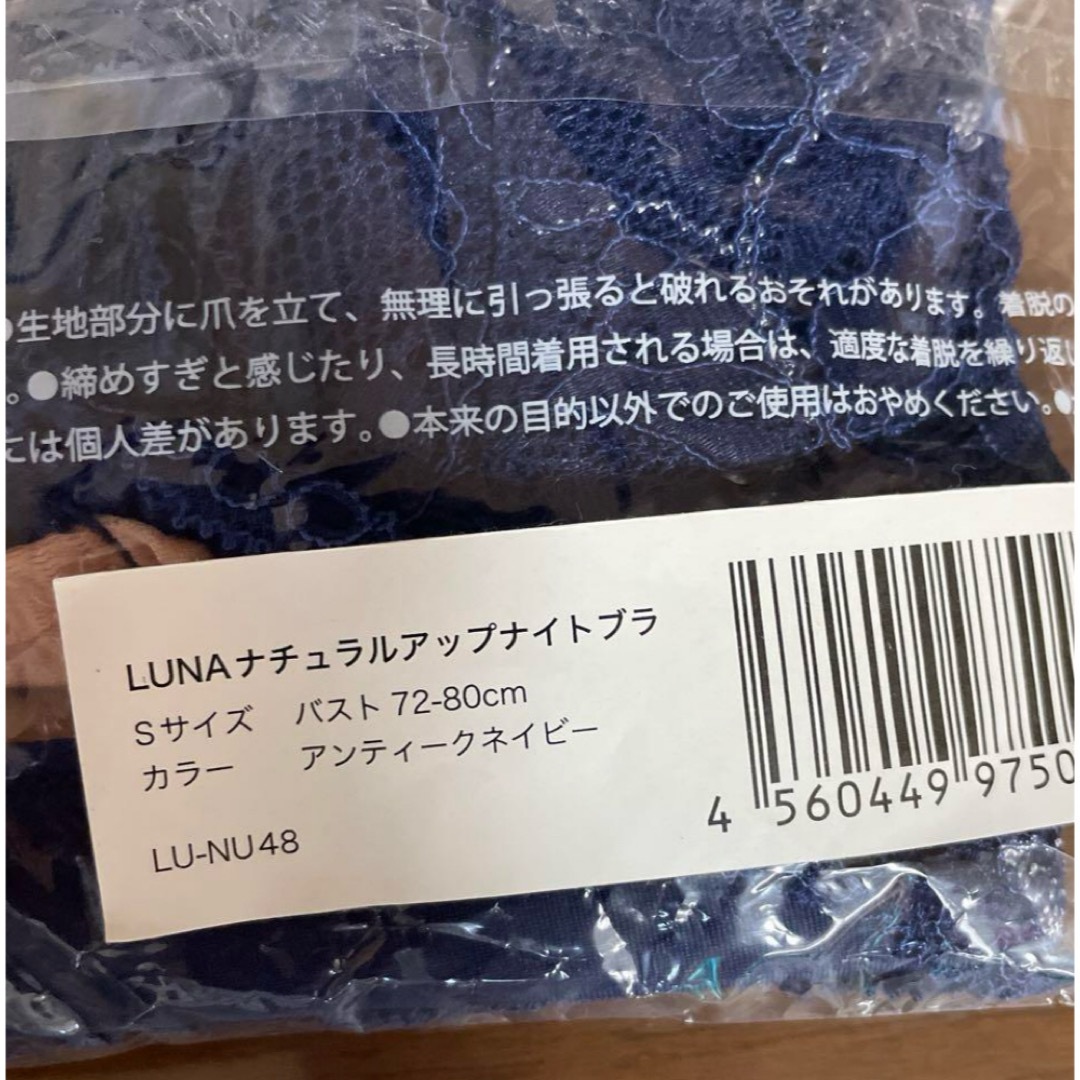 ●生地部分に爪を立て、無理に引っ張ると破れるおそれがあります。着脱の
。●締めすぎと感じたり、長時間着用される場合は、適度な着脱を繰り返し
には個人差があります。●本来の目的以外でのご使用はおやめください。●
LUNAナチュラルアップナイトブラ
Sサイズ バスト 72-80cm
カラー アンティークネイビー
LU-NU48
4 560449 9750